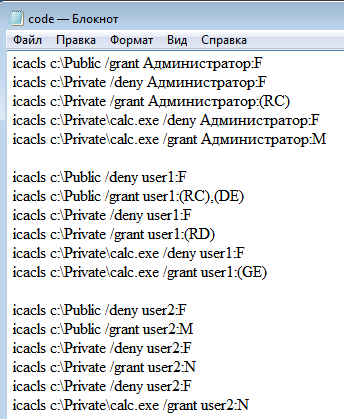 code — Блокнот
Файл Правка Формат Вид Справка
icacls c:\Public /grant Администратор:F
icacls c:\Private /deny Администратор:F
icacls c:\Private /grant Администратор:(RC)
icacls c:\Private\calc.exe /deny Администратор:F
icacls c:\Private\calc.exe /grant Администратор:M
icacls c:\Public /deny user1:F
icacls c:\Public /grant user1:(RC),(DE)
icacls c:\Private /deny user1:F
icacls c:\Private /grant user1:(RD)
icacls c:\Private\calc.exe /deny user1:F
icacls c:\Private\calc.exe /grant user1:(GE)
icacls c:\Public /deny user2:F
icacls c:\Public /grant user2:M
icacls c:\Private /deny user2:F
icacls c:\Private /grant user2:N
icacls c:\Private /deny user2:F
icacls c:\Private\calc.exe /grant user2:N